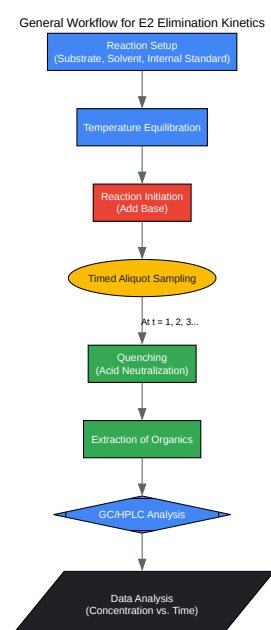 General Workflow for E2 Elimination Kinetics
Reaction Setup
(Substrate, Solvent, Internal Standard)
Temperature Equilibration
Reaction Initiation
(Add Base)
Timed Aliquot Sampling
At t = 1, 2, 3...
Quenching
(Acid Neutralization)
Extraction of Organics
GC/HPLC Analysis
Data Analysis
(Concentration vs. Time)